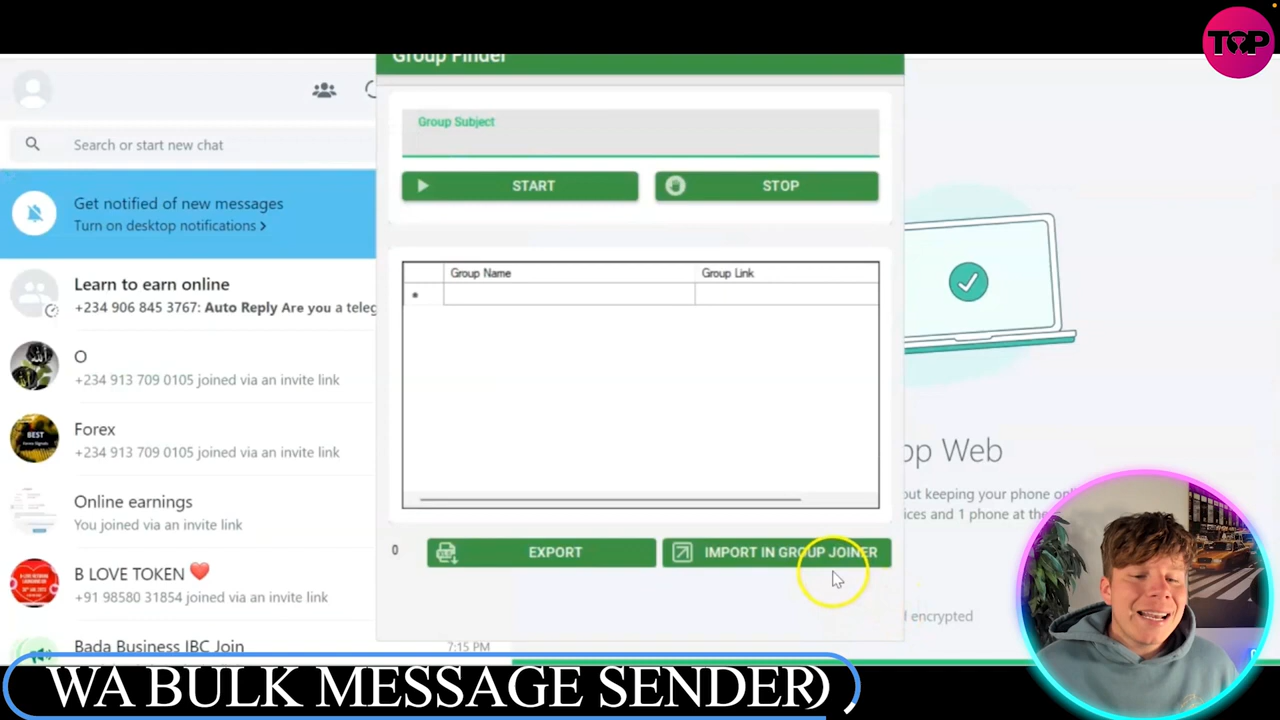 TOP
Group Finder
Search or start new chat
Group Subject
START
STOP
Get notified of new messages
Turn on desktop notifications >
Group Name
Group Link
Learn to earn online
+234 906 845 3767: Auto Reply Are you a teleg
O
+234 913 709 0105 joined via an invite link
Forex
BEST
+234 913 709 0105 joined via an invite link
pp Web
out keeping your phone onl
ices and 1 phone at the
Online earnings
You joined via an invite link
0
EXPORT
IMPORT IN GROUP JOINER
B LOVE TOKEN ❤️
+91 98580 31854 joined via an invite link
encrypted
Bada Business IBC Join
7:15 PM
WA BULK MESSAGE SENDER)